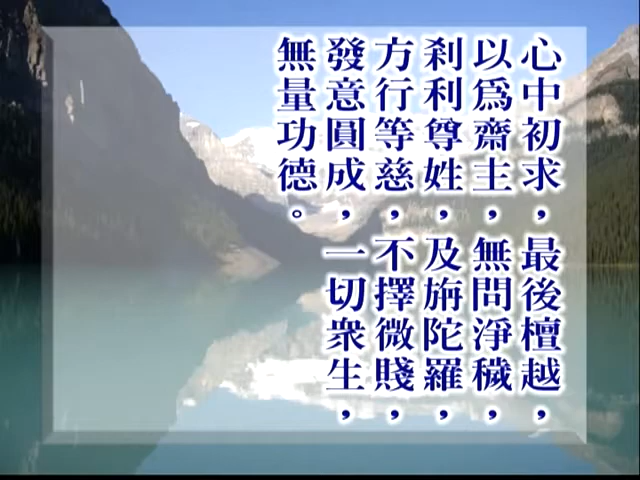 心中初求，最後檀越，
以爲齋主，無問淨穢，
剎利尊姓，及旃陀羅，
方行等慈，不擇微賤，
發意圓成，一切衆生，
無量功德。